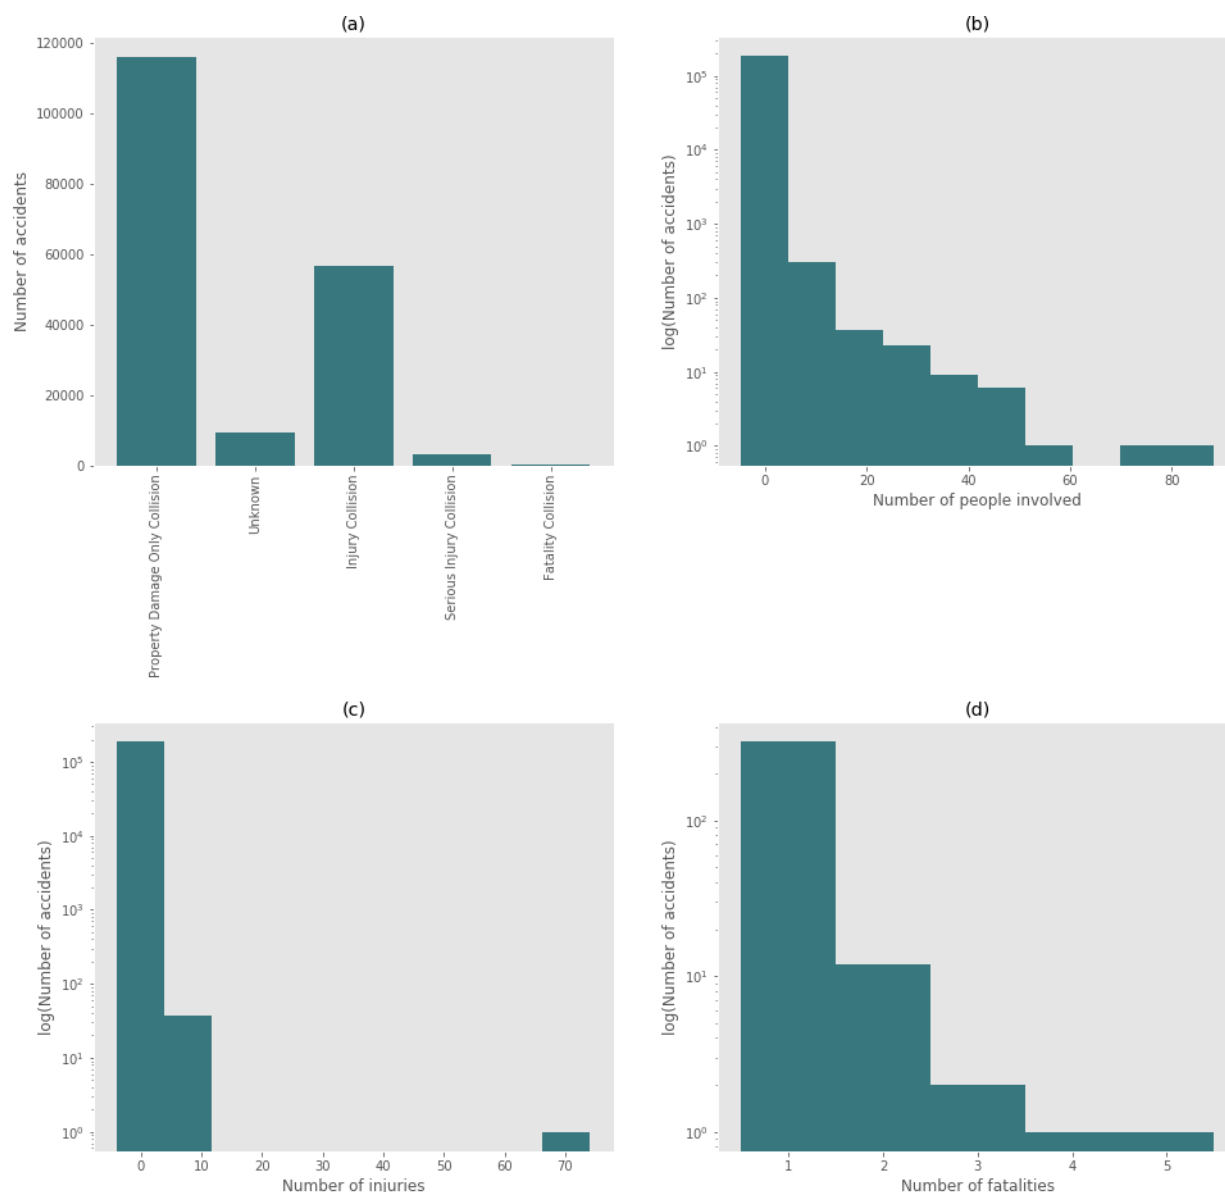 (a)
120000
100000
80000
60000
40000
20000
0
Number of accidents
Property Damage Only Collision
Unknown
Injury Collision
Serious Injury Collision
Fatality Collision
(b)
10⁵
10⁴
10³
10²
10¹
10⁰
log(Number of accidents)
0 20 40 60 80
Number of people involved
(c)
10⁵
10⁴
10³
10²
10¹
10⁰
log(Number of accidents)
0 10 20 30 40 50 60 70
Number of injuries
(d)
10²
10¹
10⁰
log(Number of accidents)
1 2 3 4 5
Number of fatalities